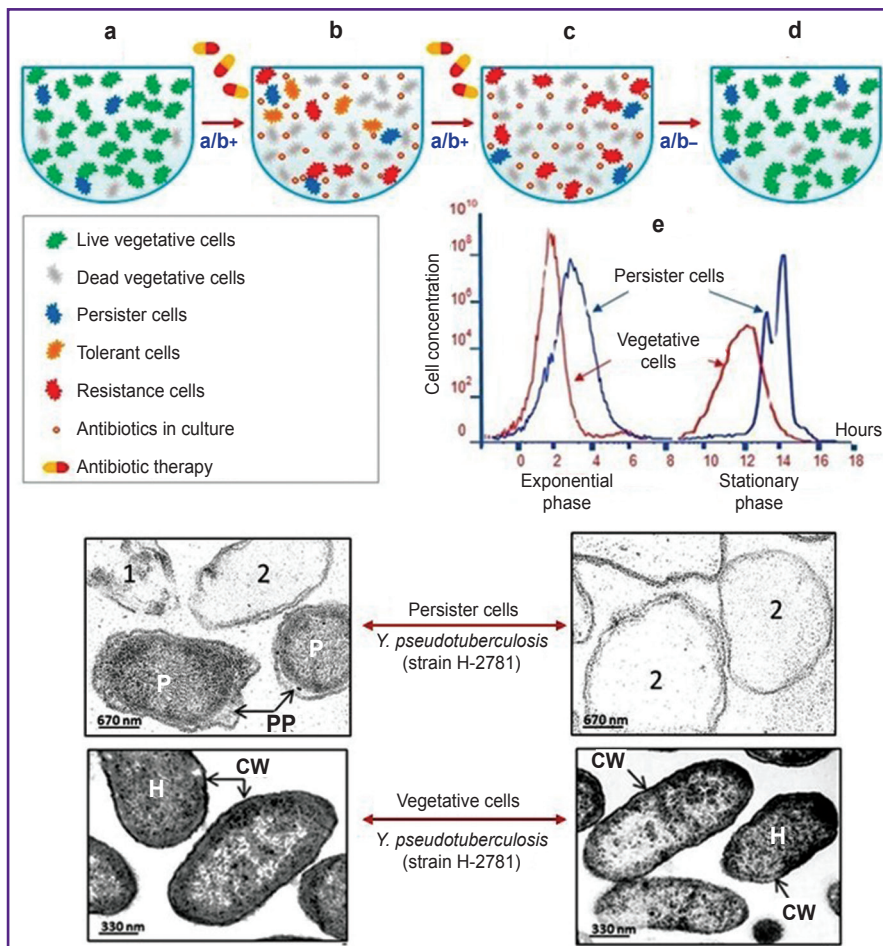 a
b
c
d
a/b+
a/b+
a/b–
Live vegetative cells
Dead vegetative cells
Persister cells
Tolerant cells
Resistance cells
Antibiotics in culture
Antibiotic therapy
e
Cell concentration
10¹⁰
10⁸
10⁶
10⁴
10²
0
Persister cells
Vegetative
cells
Hours
0 2 4 6 8 10 12 14 16 18
Exponential
phase
Stationary
phase
1
2
P
P
PP
670 nm
Persister cells
Y. pseudotuberculosis
(strain H-2781)
2
2
670 nm
CW
H
330 nm
Vegetative cells
Y. pseudotuberculosis
(strain H-2781)
CW
H
CW
330 nm